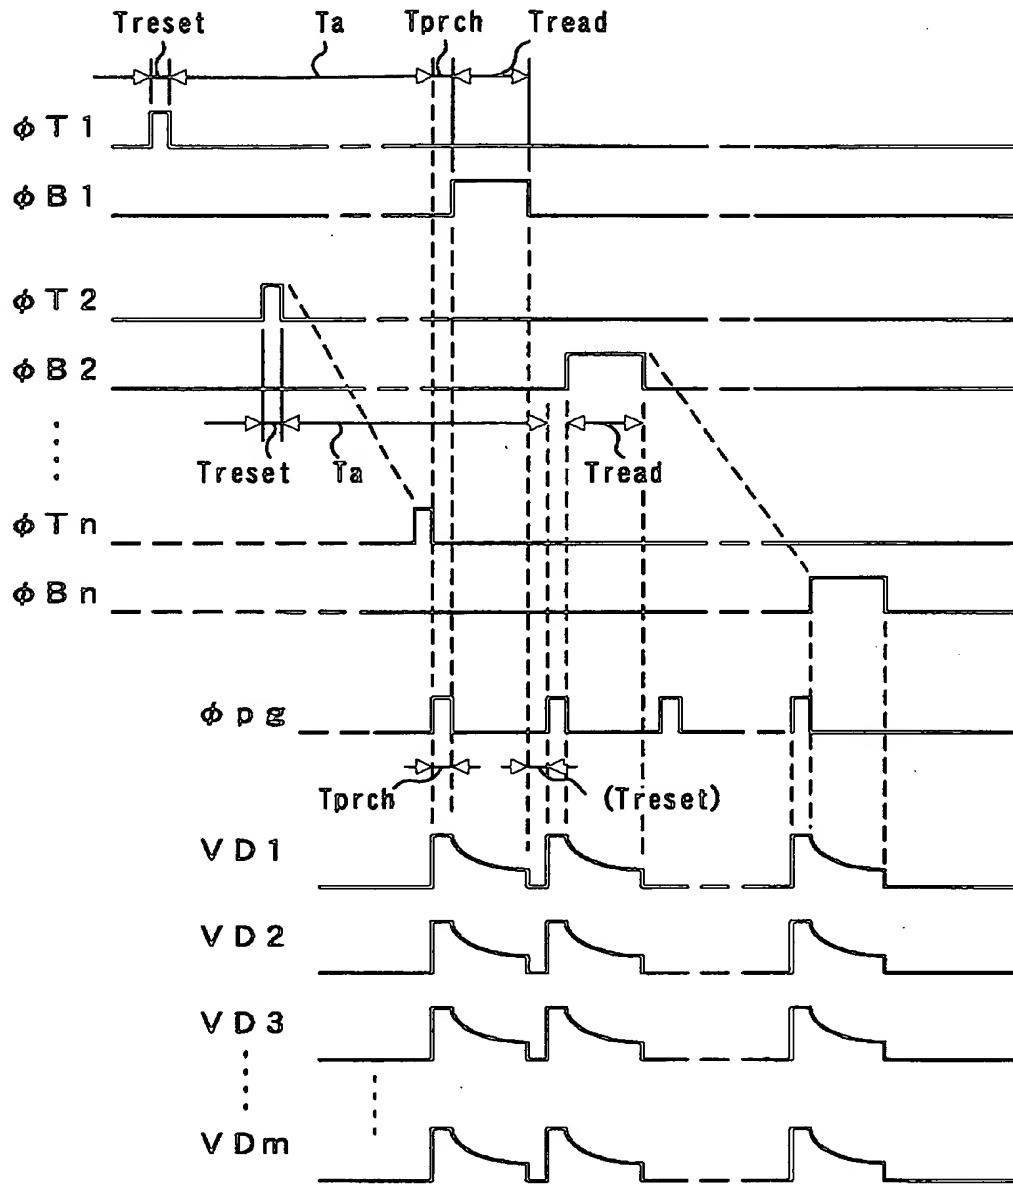 Treset Ta Tprch Tread
φT1
φB1
φT2
φB2
Treset Ta Tread
φTn
φBn
φpg
Tprch (Treset)
VD1
VD2
VD3
VDm